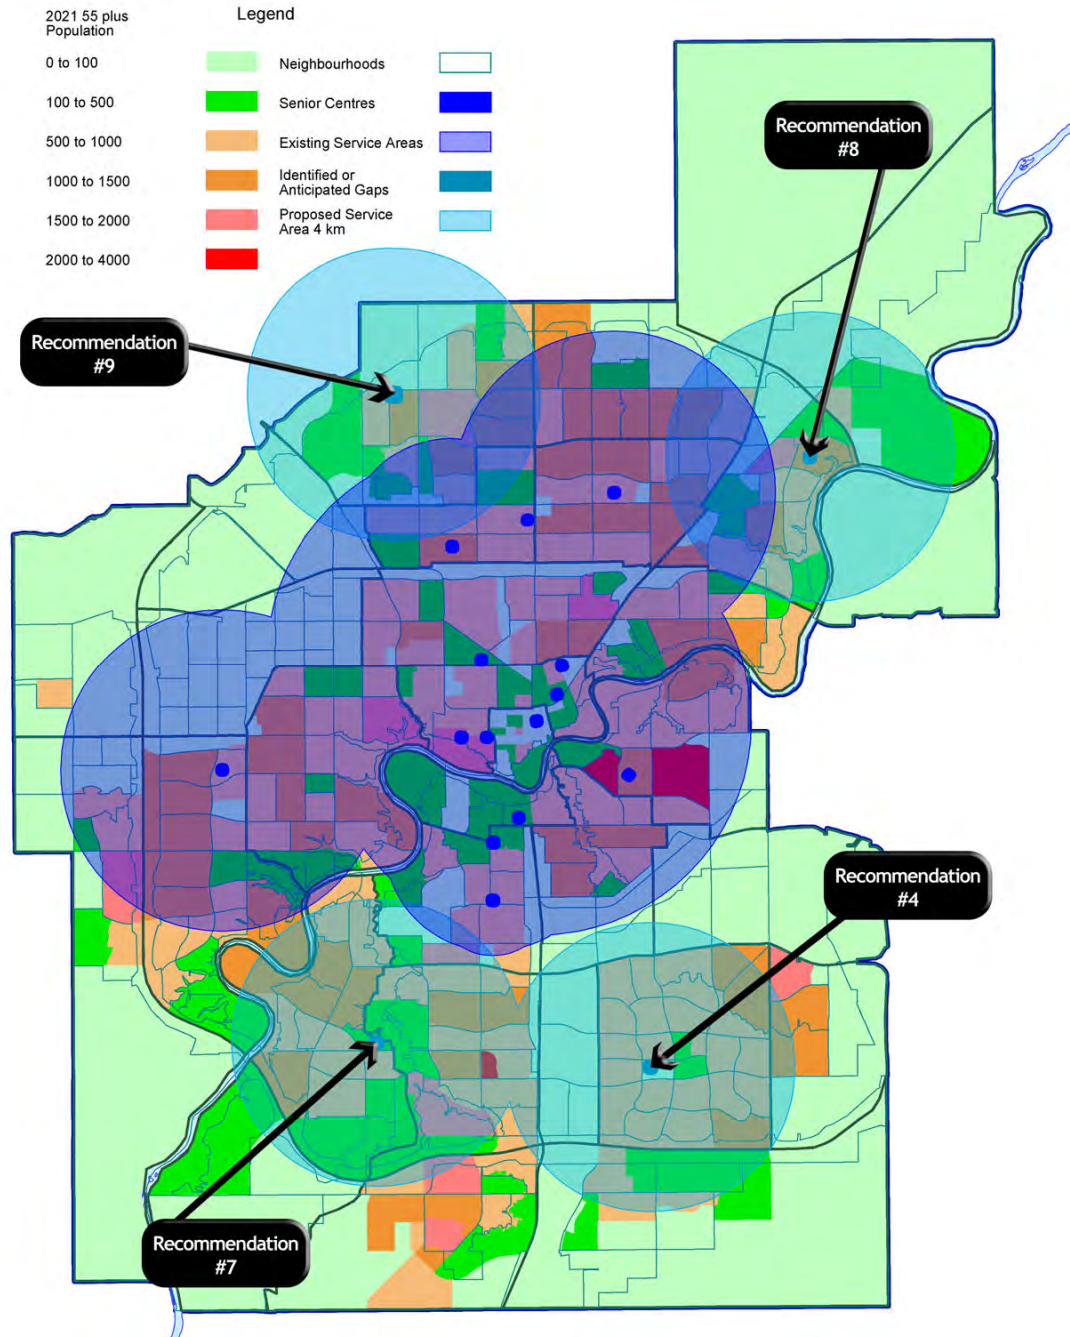 2021 55 plus
Population
Legend
0 to 100
Neighbourhoods
100 to 500
Senior Centres
500 to 1000
Existing Service Areas
1000 to 1500
Identified or
Anticipated Gaps
1500 to 2000
Proposed Service
Area 4 km
2000 to 4000
Recommendation
#8
Recommendation
#9
Recommendation
#4
Recommendation
#7